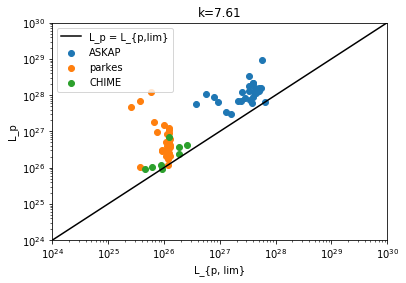 k=7.61
L_p = L_{p,lim}
ASKAP
parkes
CHIME
L_p
10^30
10^29
10^28
10^27
10^26
10^25
10^24
10^24 10^25 10^26 10^27 10^28 10^29 10^30
L_{p, lim}